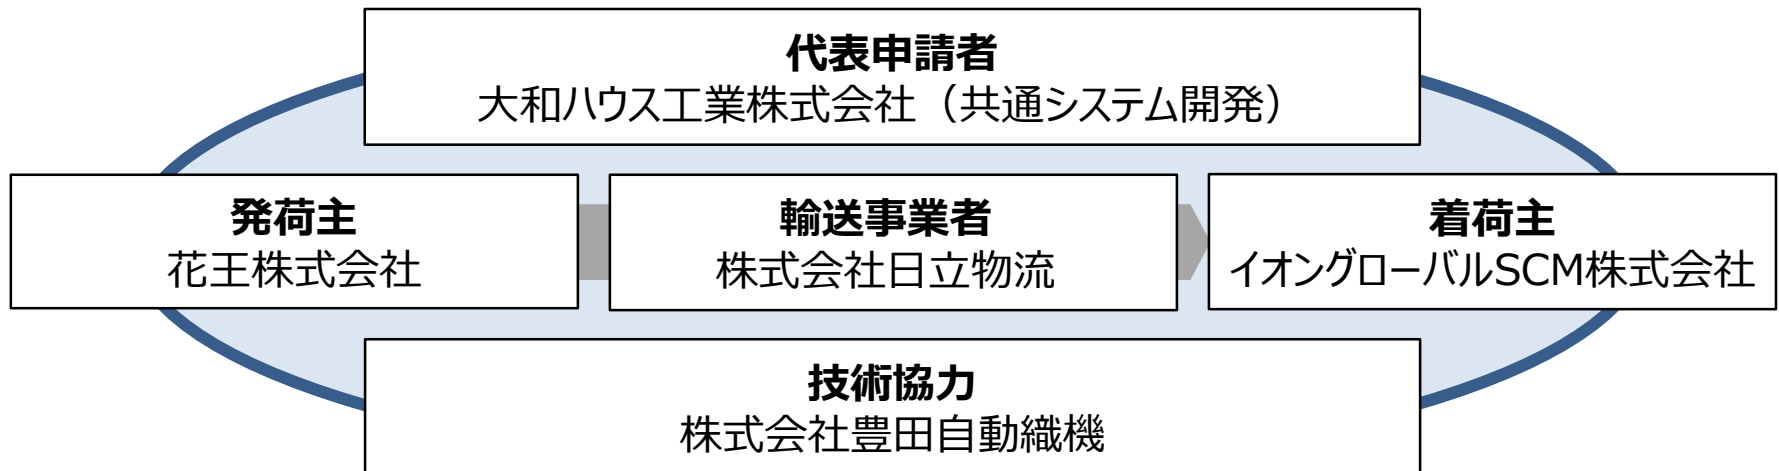 代表申請者
大和ハウス工業株式会社（共通システム開発）
発荷主
花王株式会社
輸送事業者
株式会社日立物流
着荷主
イオングローバルSCM株式会社
技術協力
株式会社豊田自動織機